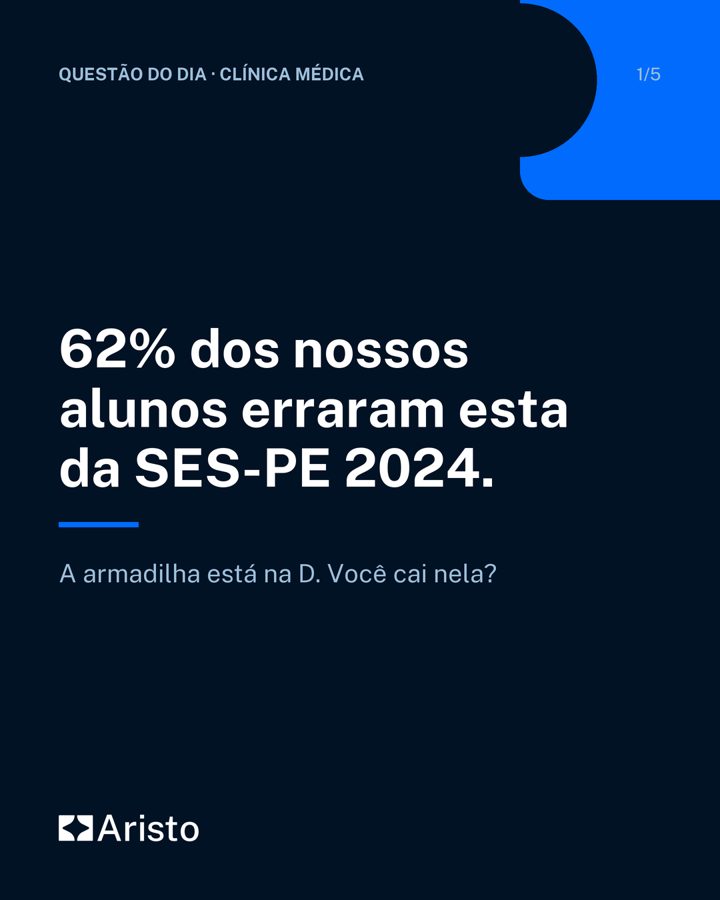 QUESTÃO DO DIA · CLÍNICA MÉDICA
1/5
62% dos nossos
alunos erraram esta
da SES-PE 2024.
A armadilha está na D. Você cai nela?
Aristo